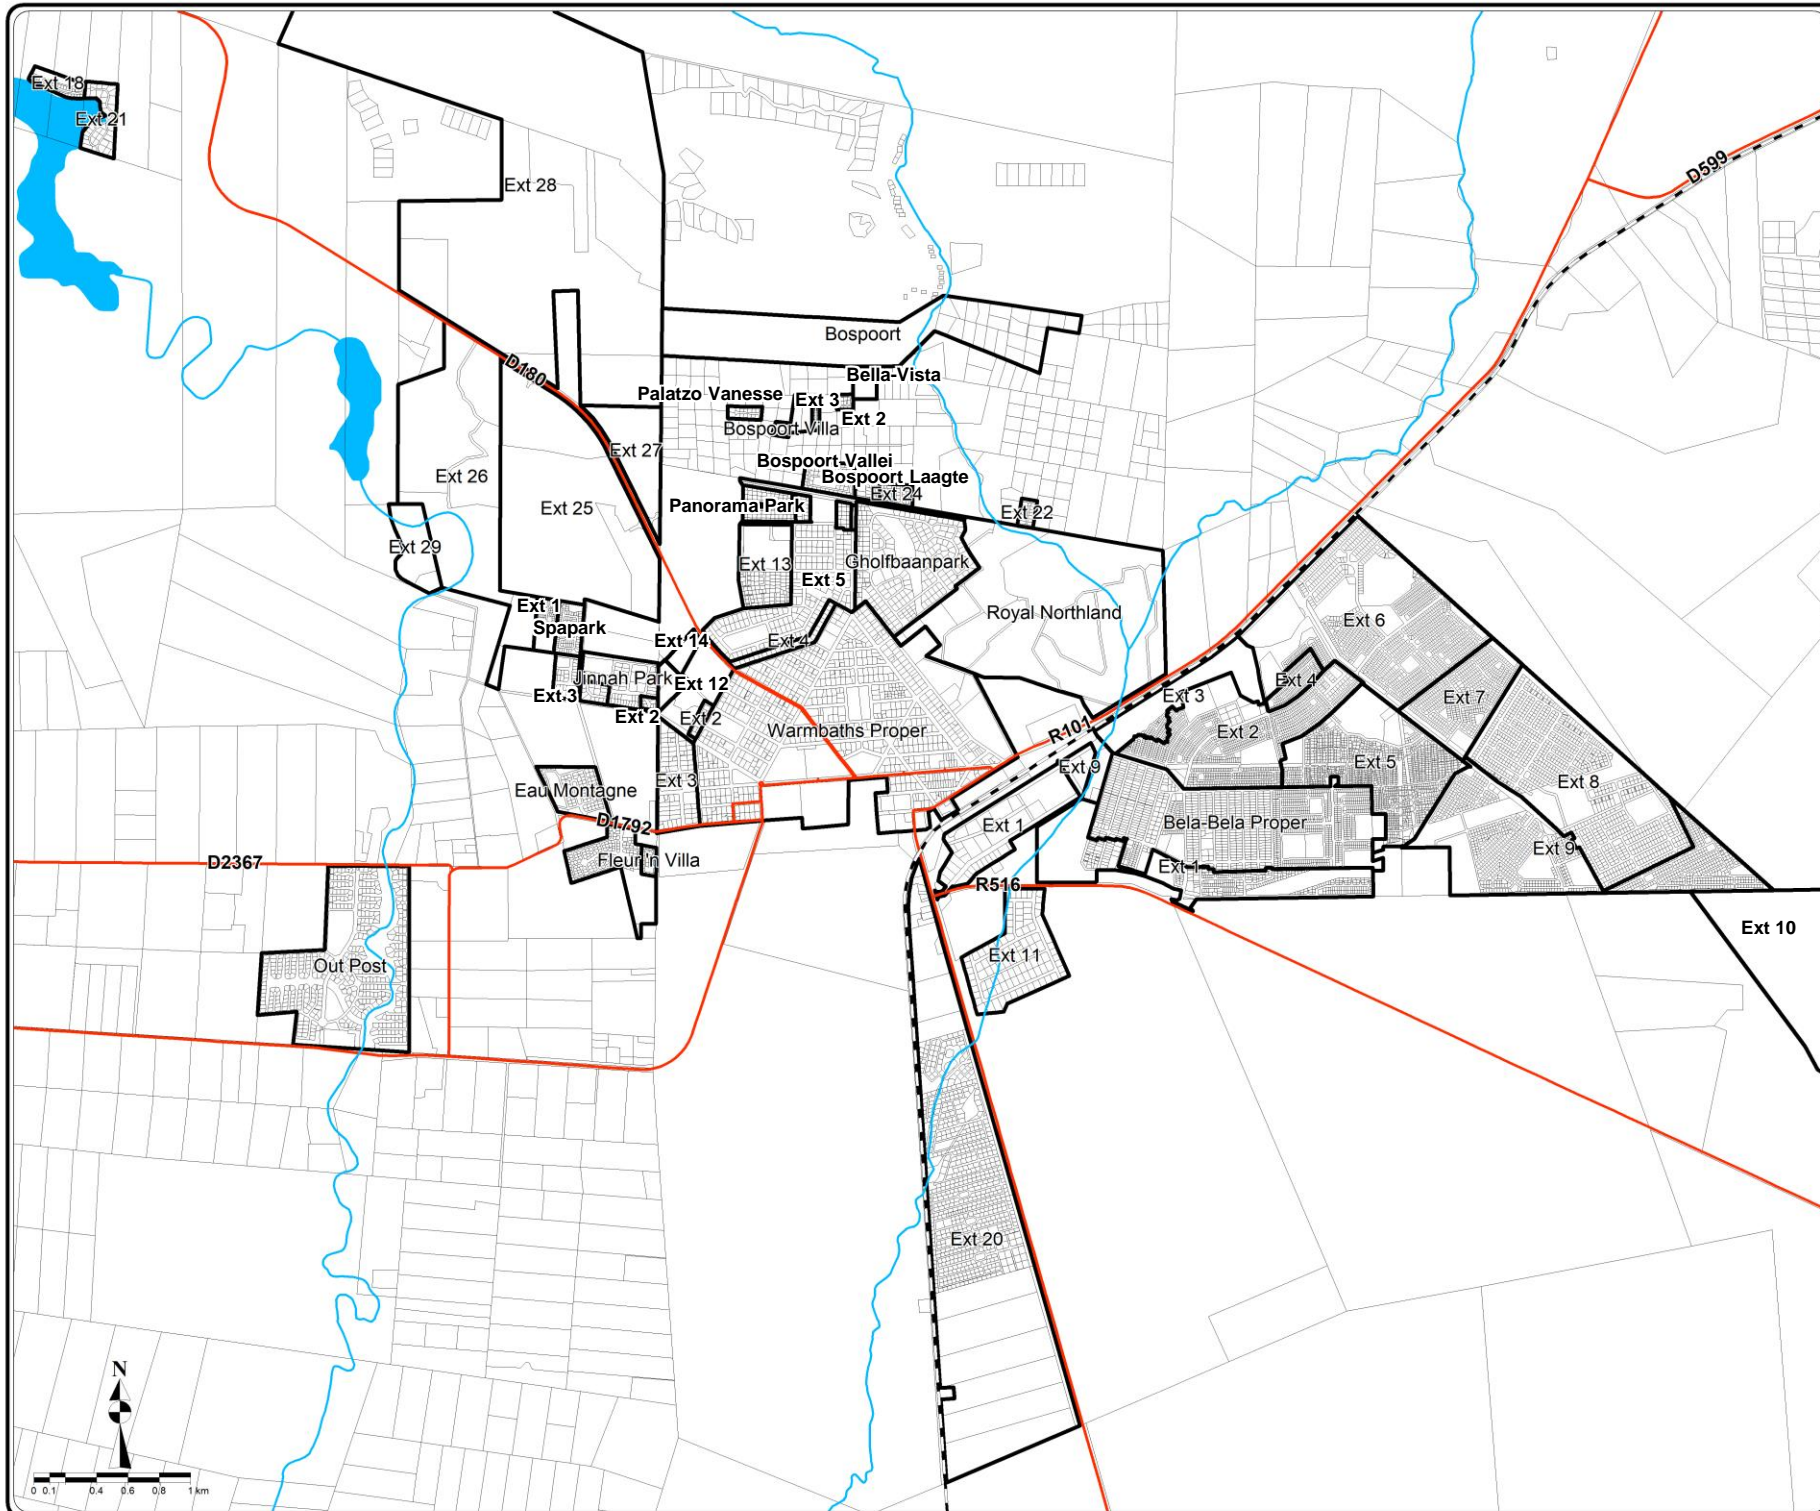 Ext 18
Ext 21
D599
Ext 28
Bospoort
D180
Bella-Vista
Palatzo Vanesse
Ext 3
Ext 2
Bospoort Villa
Ext 27
Bospoort Vallei
Ext 26
Bospoort Laagte
Ext 24
Ext 25
Panorama Park
Ext 22
Ext 29
Gholfbaanpark
Ext 13
Ext 5
Ext 1
Royal Northland
Ext 6
Spapark
Ext 14
Ext 4
Jinnah Park
Ext 12
Ext 4
Ext 3
Ext 3
Ext 7
Ext 2
Ext 2
Warmbaths Proper
R101
Ext 2
Ext 5
Ext 9
Ext 3
Ext 8
Eau Montagne
D1792
Ext 1
Bela-Bela Proper
Ext 9
D2367
Fleur 'n Villa
Ext 1
R516
Ext 10
Ext 11
Out Post
Ext 20
N
0 0.1 0.4 0.6 0.8 1 km